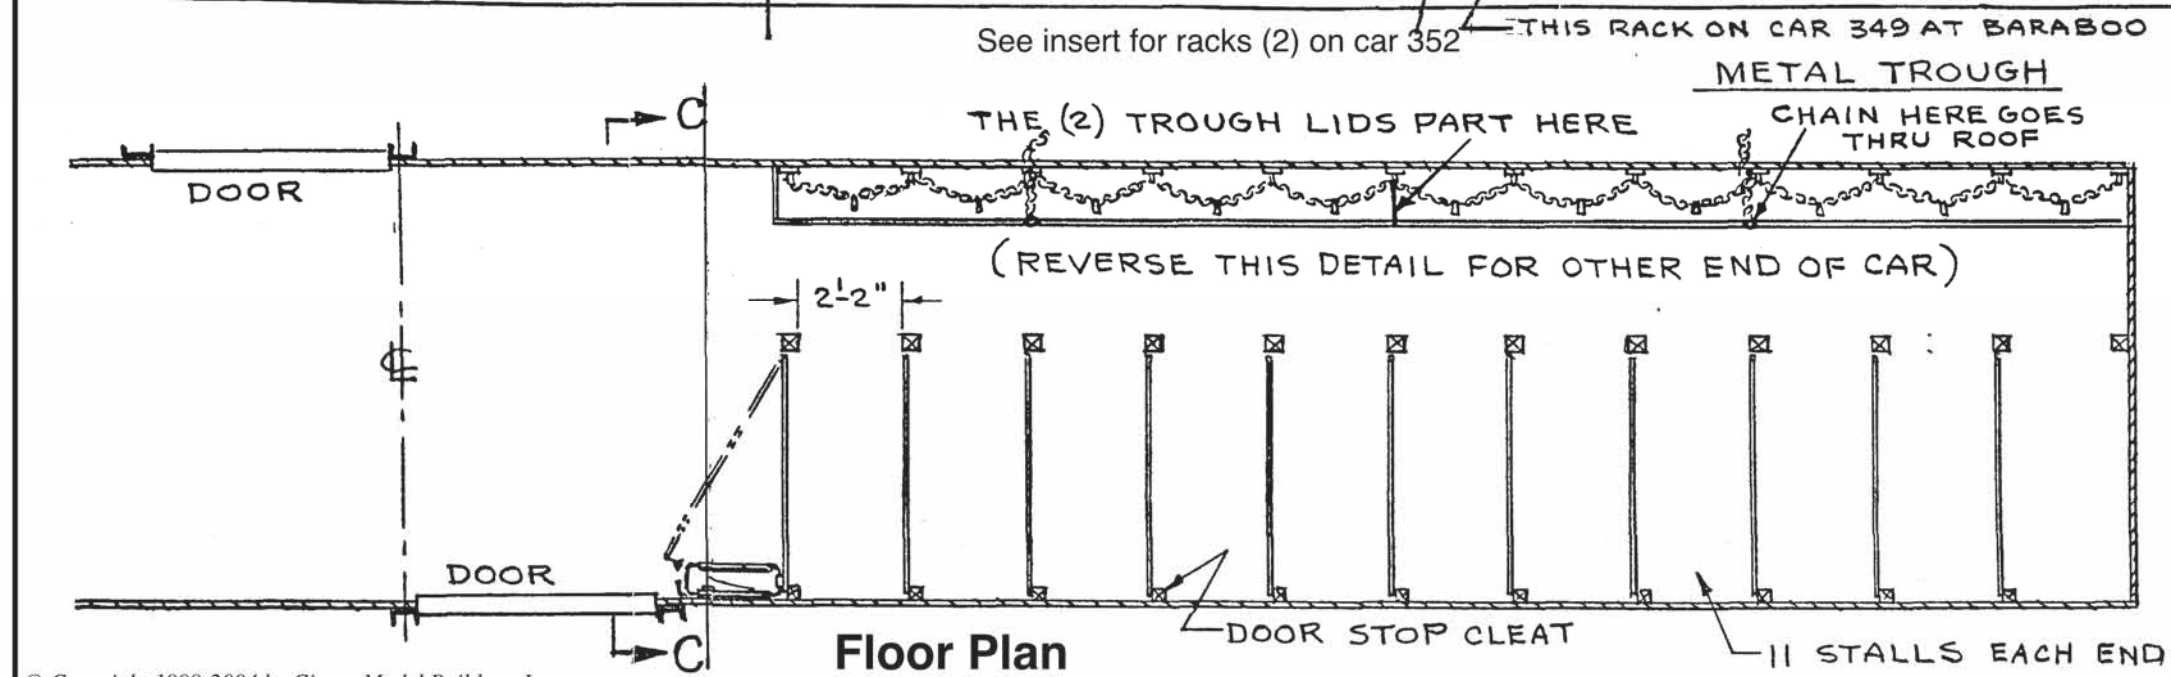 THIS RACK ON CAR 349 AT BARABOO
See insert for racks (2) on car 352
METAL TROUGH
C
THE (2) TROUGH LIDS PART HERE
CHAIN HERE GOES
THRU ROOF
DOOR
(REVERSE THIS DETAIL FOR OTHER END OF CAR)
2'-2"
℄
DOOR
DOOR STOP CLEAT
C
Floor Plan
11 STALLS EACH END